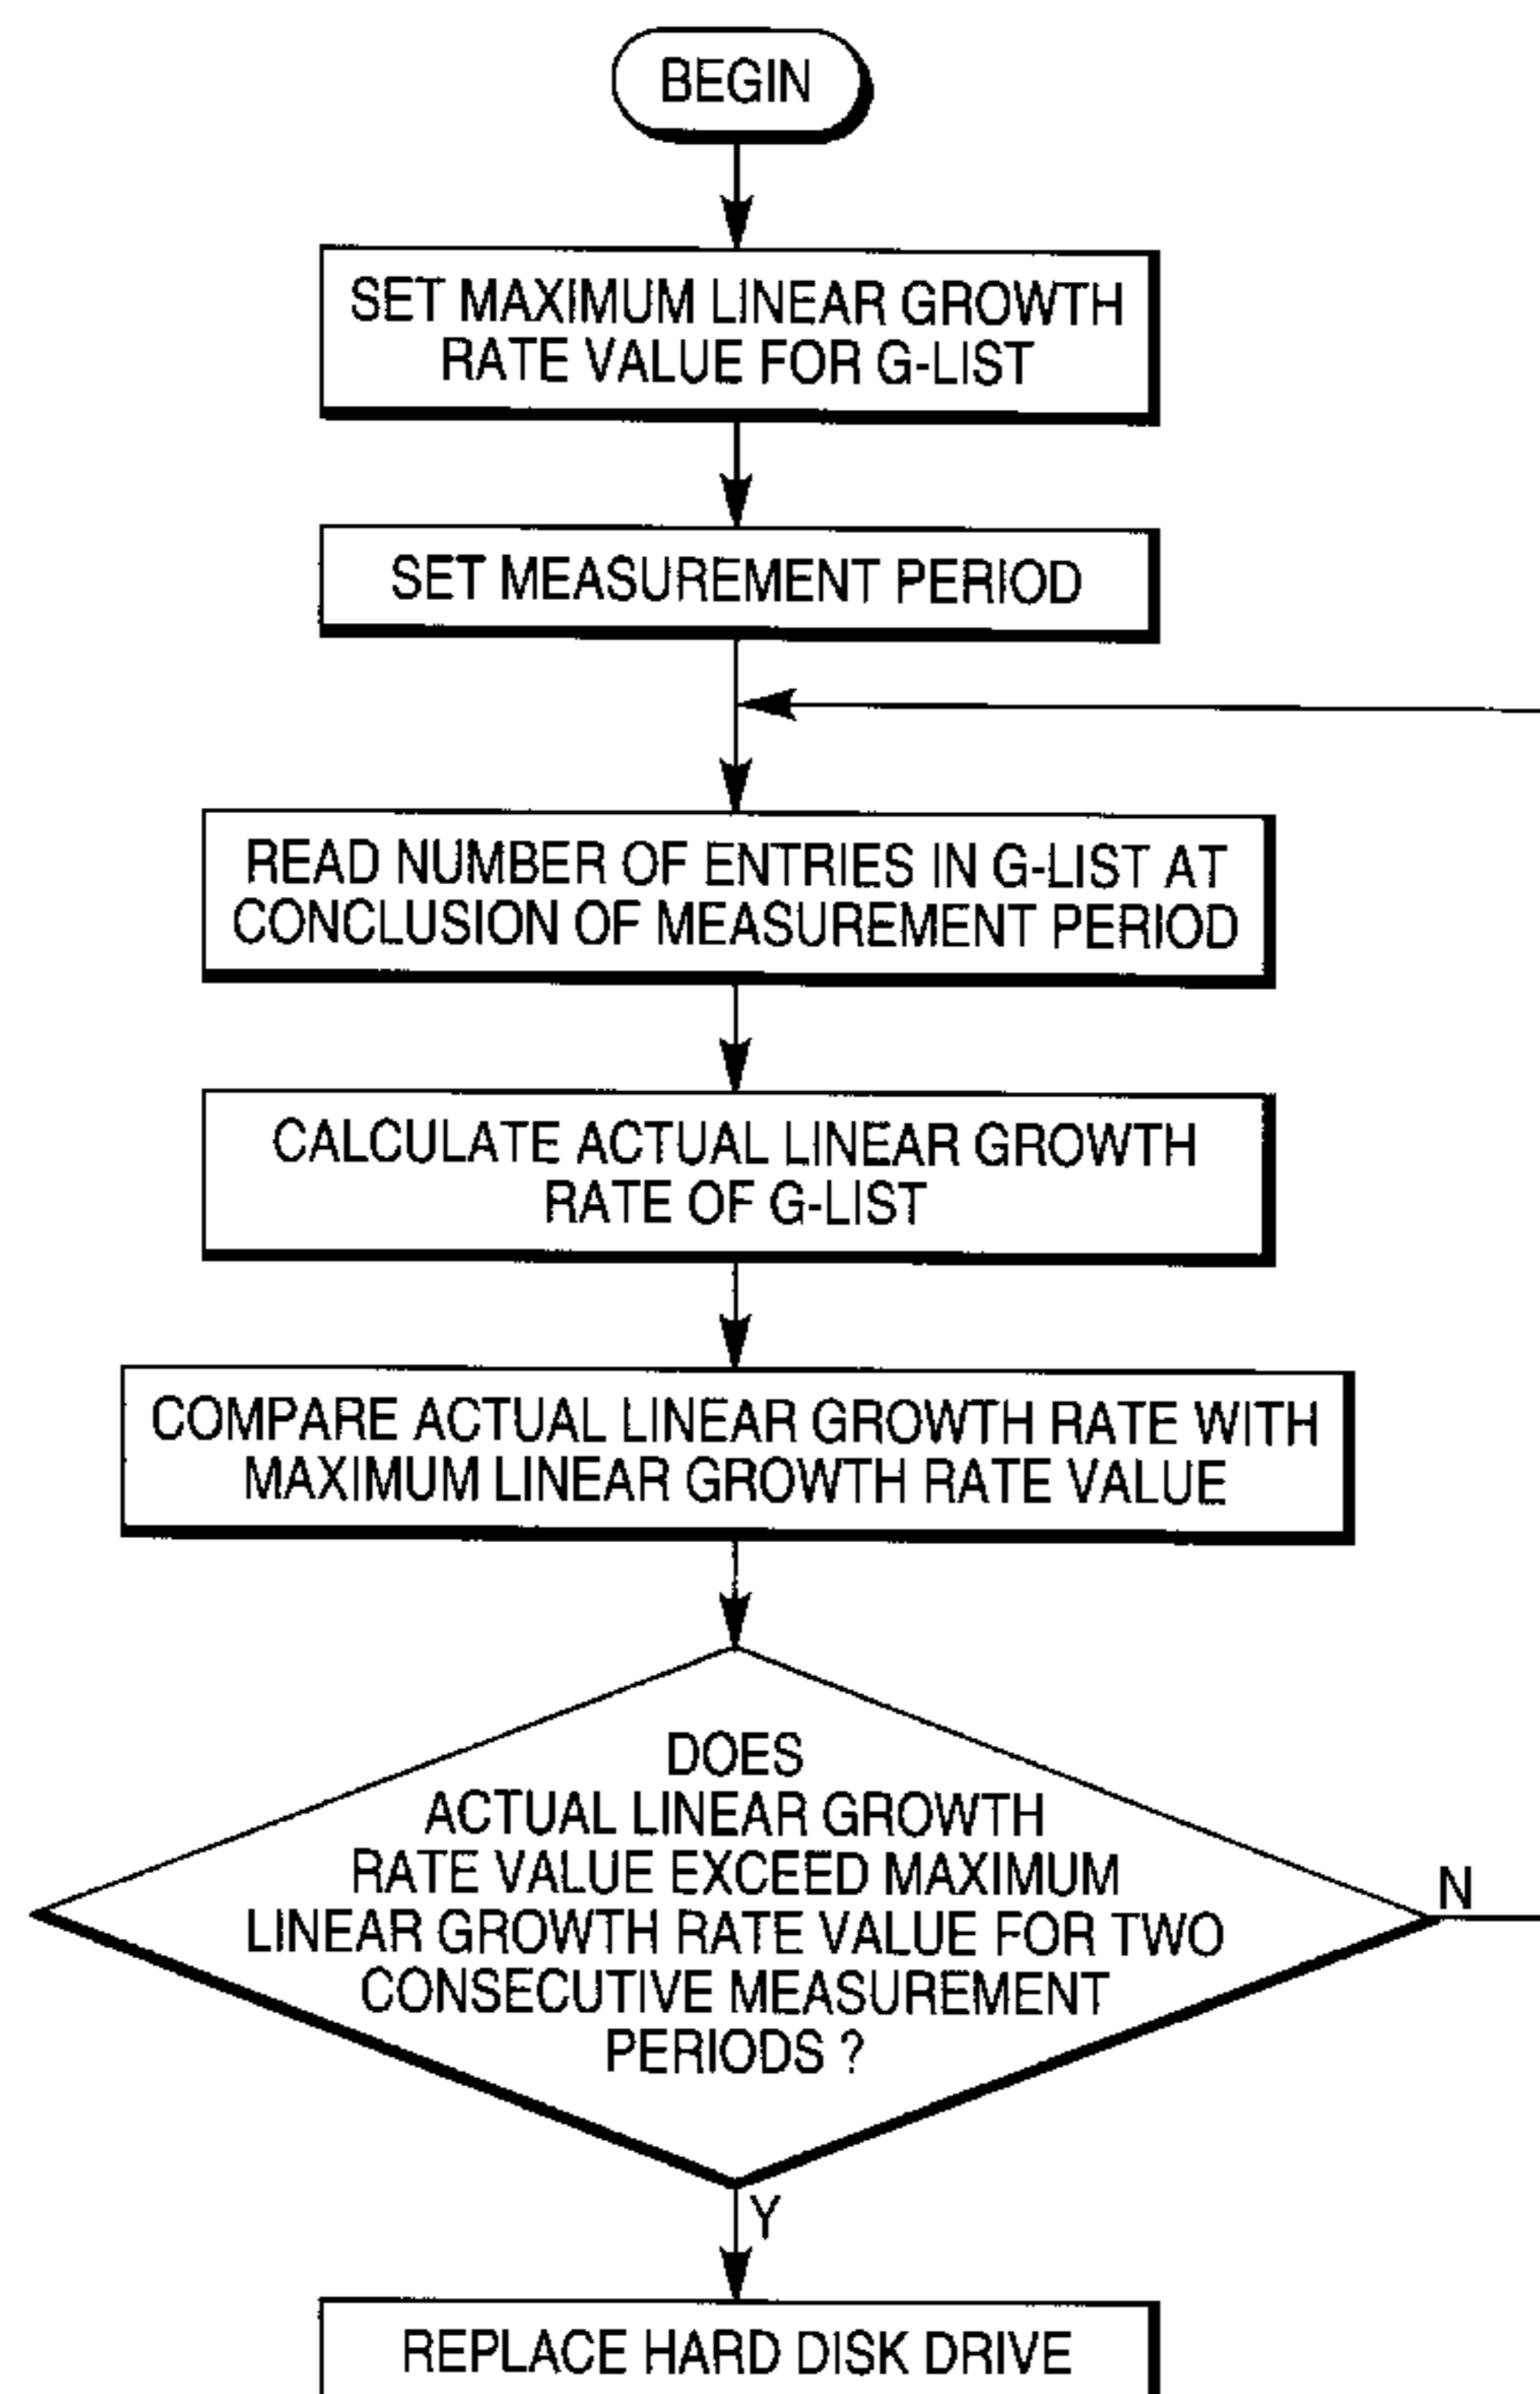 BEGIN
SET MAXIMUM LINEAR GROWTH
RATE VALUE FOR G-LIST
SET MEASUREMENT PERIOD
READ NUMBER OF ENTRIES IN G-LIST AT
CONCLUSION OF MEASUREMENT PERIOD
CALCULATE ACTUAL LINEAR GROWTH
RATE OF G-LIST
COMPARE ACTUAL LINEAR GROWTH RATE WITH
MAXIMUM LINEAR GROWTH RATE VALUE
DOES
ACTUAL LINEAR GROWTH
RATE VALUE EXCEED MAXIMUM
LINEAR GROWTH RATE VALUE FOR TWO
CONSECUTIVE MEASUREMENT
PERIODS ?
N
Y
REPLACE HARD DISK DRIVE